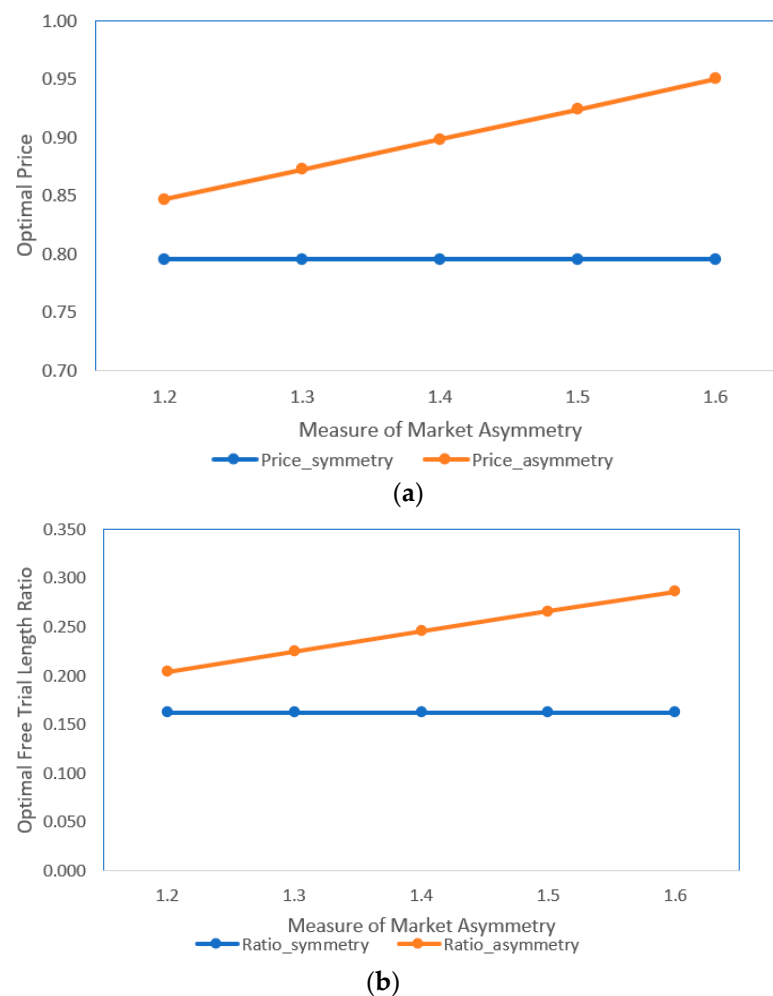 1.00
0.95
0.90
0.85
0.80
0.75
0.70
Optimal Price
1.2 1.3 1.4 1.5 1.6
Measure of Market Asymmetry
Price_symmetry Price_asymmetry
(a)
0.350
0.300
0.250
0.200
0.150
0.100
0.050
0.000
Optimal Free Trial Length Ratio
1.2 1.3 1.4 1.5 1.6
Measure of Market Asymmetry
Ratio_symmetry Ratio_asymmetry
(b)